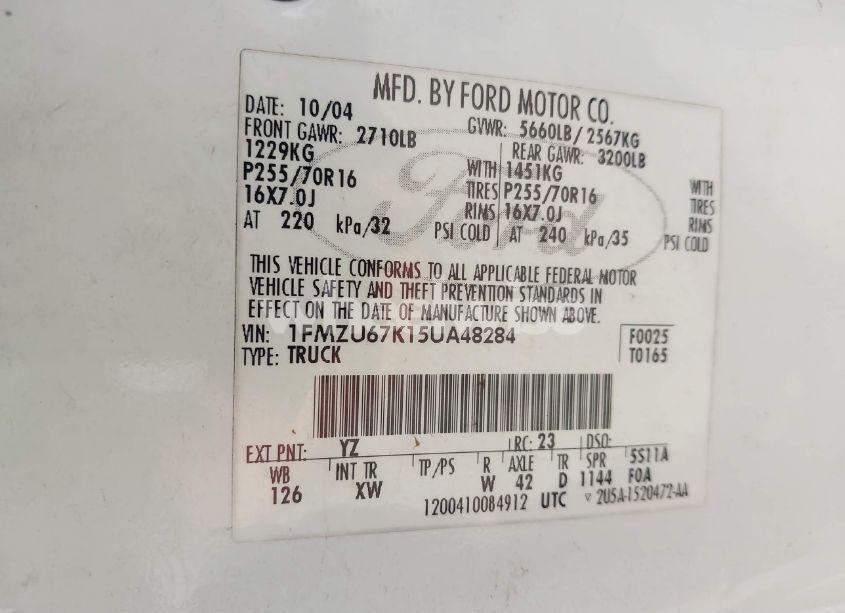 MFD. BY FORD MOTOR CO.
DATE: 10/04 GVWR: 5660LB/ 2567KG
FRONT GAWR: 2710LB REAR GAWR: 3200LB
1229KG WITH 1451KG WITH
P255/70R16 TIRES P255/70R16 TIRES
16X7.0J RIMS 16X7.0J RIMS
AT 220 kPa/32 PSI COLD AT 240 kPa/35 PSI COLD
Ford
THIS VEHICLE CONFORMS TO ALL APPLICABLE FEDERAL MOTOR
VEHICLE SAFETY AND THEFT PREVENTION STANDARDS IN
EFFECT ON THE DATE OF MANUFACTURE SHOWN ABOVE.
VIN: 1FMZU67K15UA48284 F0025
TYPE: TRUCK T0165
EXT PNT: YZ RC: 23 DSO:
WB INT TR TP/PS R AXLE TR SPR 5S11A
126 XW W 42 D 1144 F0A
1200410084912 UTC ▽ 2U5A-1520472-AA